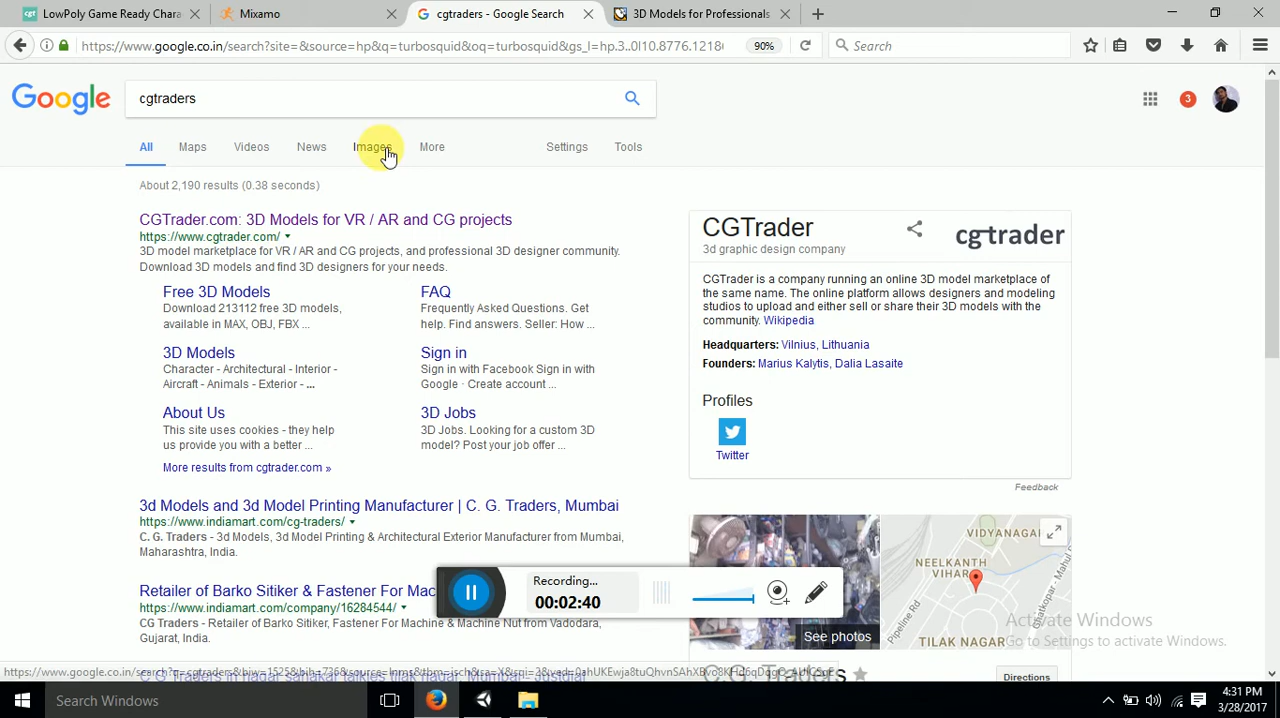 LowPoly Game Ready Chara
Mixamo
cgtraders - Google Search
3D Models for Professionals
https://www.google.co.in/search?site=&source=hp&q=turbosquid&oq=turbosquid&gs_l=hp.3..0l10.8776.12186
90%
Search
Google
cgtraders
3
All
Maps
Videos
News
Images
More
Settings
Tools
About 2,190 results (0.38 seconds)
CGTrader.com: 3D Models for VR / AR and CG projects
https://www.cgtrader.com/
3D model marketplace for VR / AR and CG projects, and professional 3D designer community.
Download 3D models and find 3D designers for your needs.
Free 3D Models
Download 213112 free 3D models,
available in MAX, OBJ, FBX ...
FAQ
Frequently Asked Questions. Get
help. Find answers. Seller: How ...
3D Models
Character - Architectural - Interior -
Aircraft - Animals - Exterior - ...
Sign in
Sign in with Facebook Sign in with
Google · Create account ...
About Us
This site uses cookies - they help
us provide you with a better ...
3D Jobs
3D Jobs. Looking for a custom 3D
model? Post your job offer ...
More results from cgtrader.com »
3d Models and 3d Model Printing Manufacturer | C. G. Traders, Mumbai
https://www.indiamart.com/cg-traders/
C. G. Traders - 3d Models, 3d Model Printing & Architectural Exterior Manufacturer from Mumbai,
Maharashtra, India.
Retailer of Barko Sitiker & Fastener For Mac
https://www.indiamart.com/company/16284544/
CG Traders - Retailer of Barko Sitiker, Fastener For Machine & Machine Nut from Vadodara,
Gujarat, India.
CGTrader
3d graphic design company
cgtrader
CGTrader is a company running an online 3D model marketplace of
the same name. The online platform allows designers and modeling
studios to upload and either sell or share their 3D models with the
community. Wikipedia
Headquarters: Vilnius, Lithuania
Founders: Marius Kalytis, Dalia Lasaite
Profiles
Twitter
Feedback
VIDYANAGAR
NEELKANTH
VIHAR
Pipeline Rd
TILAK NAGAR
See photos
Activate Windows
Go to Settings to activate Windows.
Recording...
00:02:40
C.G. Traders
Directions
Search Windows
4:31 PM
3/28/2017